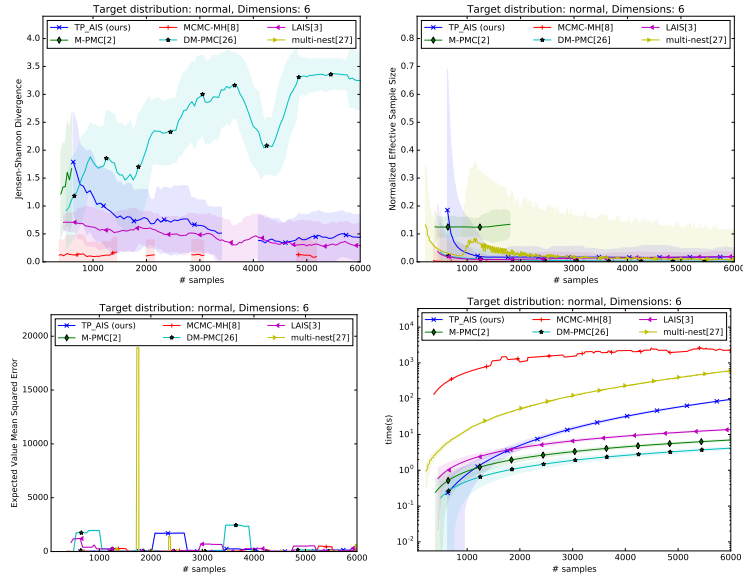 Target distribution: normal, Dimensions: 6
TP_AIS (ours) MCMC-MH[8] LAIS[3]
M-PMC[2] DM-PMC[26] multi-nest[27]
Jensen-Shannon Divergence
4.0
3.5
3.0
2.5
2.0
1.5
1.0
0.5
0.0
1000 2000 3000 4000 5000 6000
# samples
Target distribution: normal, Dimensions: 6
TP_AIS (ours) MCMC-MH[8] LAIS[3]
M-PMC[2] DM-PMC[26] multi-nest[27]
Normalized Effective Sample Size
0.8
0.7
0.6
0.5
0.4
0.3
0.2
0.1
0.0
1000 2000 3000 4000 5000 6000
# samples
Target distribution: normal, Dimensions: 6
TP_AIS (ours) MCMC-MH[8] LAIS[3]
M-PMC[2] DM-PMC[26] multi-nest[27]
Expected Value Mean Squared Error
20000
15000
10000
5000
0
1000 2000 3000 4000 5000 6000
# samples
Target distribution: normal, Dimensions: 6
TP_AIS (ours) MCMC-MH[8] LAIS[3]
M-PMC[2] DM-PMC[26] multi-nest[27]
time(s)
10⁴
10³
10²
10¹
10⁰
10⁻¹
10⁻²
1000 2000 3000 4000 5000 6000
# samples